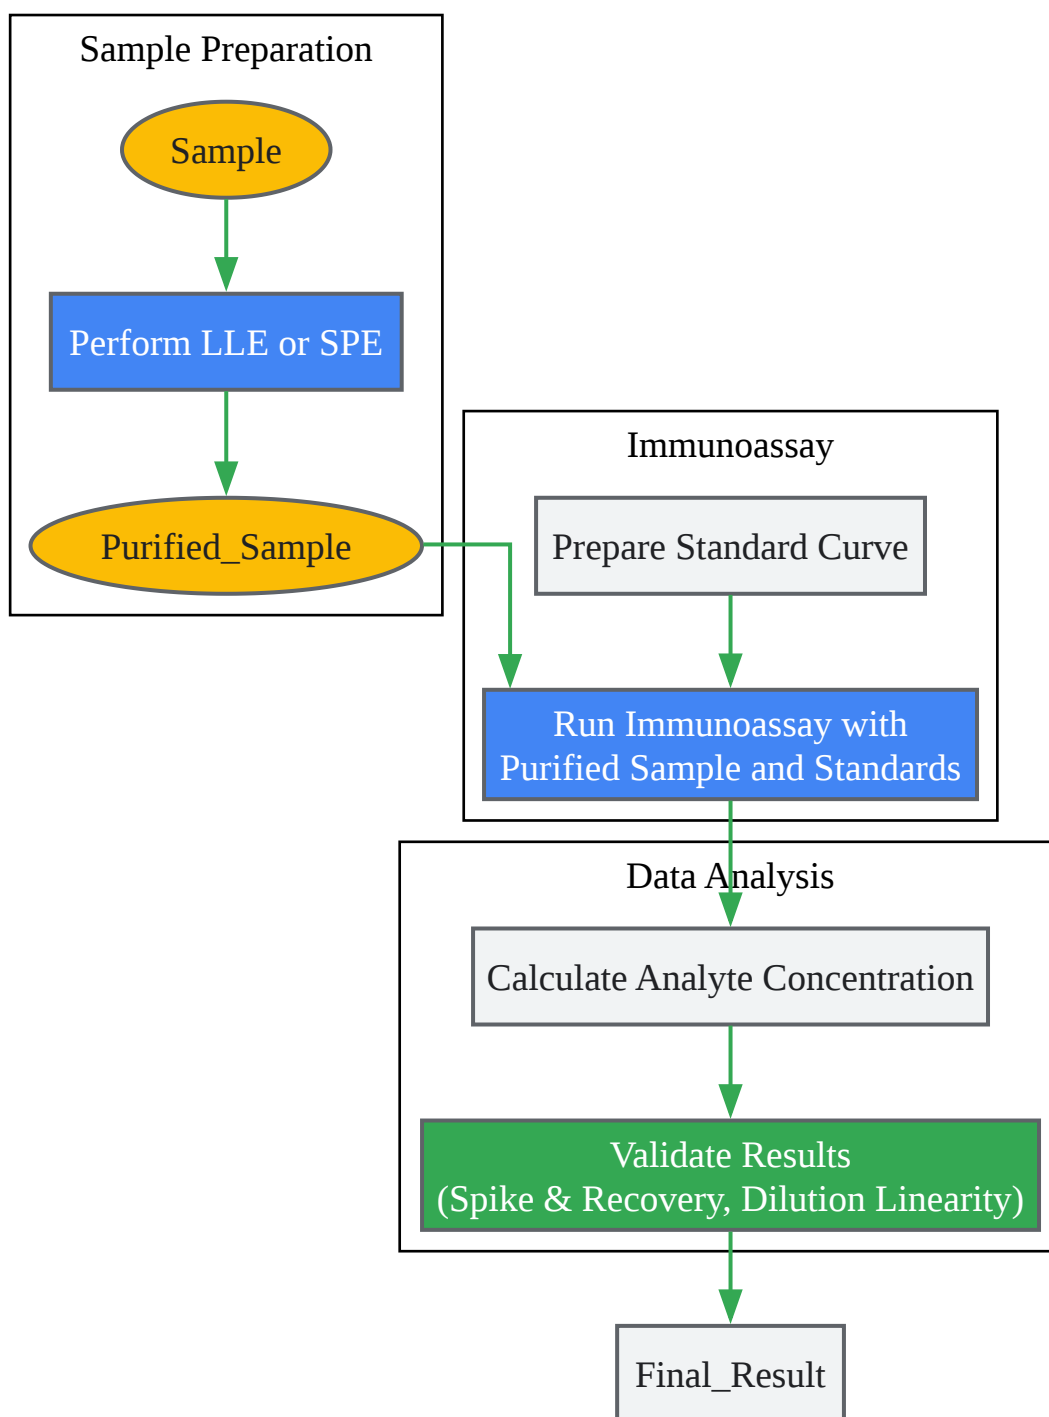 Sample Preparation
Sample
Perform LLE or SPE
Purified_Sample
Immunoassay
Prepare Standard Curve
Run Immunoassay with
Purified Sample and Standards
Data Analysis
Calculate Analyte Concentration
Validate Results
(Spike & Recovery, Dilution Linearity)
Final_Result